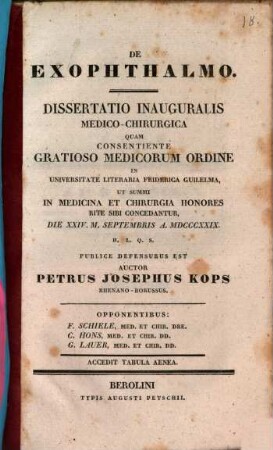 18.
DE
EXOPHTHALMO.
DISSERTATIO INAUGURALIS
MEDICO-CHIRURGICA
QUAM
CONSENTIENTE
GRATIOSO MEDICORUM ORDINE
IN
UNIVERSITATE LITERARIA FRIDERICA GUILELMA,
UT SUMMI
IN MEDICINA ET CHIRURGIA HONORES
RITE SIBI CONCEDANTUR,
DIE XXIV. M. SEPTEMBRIS A. MDCCCXXIX.
H. L. Q. S.
PUBLICE DEFENSURUS EST
AUCTOR
PETRUS JOSEPHUS KOPS
RHENANO-BORUSSUS.
OPPONENTIBUS:
F. SCHIELE, MED. ET CHIR. DRE.
C. HONS, MED. ET CHIR. DD.
G. LAUER, MED. ET CHIR. DD.
ACCEDIT TABULA AENEA.
BEROLINI
TYPIS AUGUSTI PETSCHII.